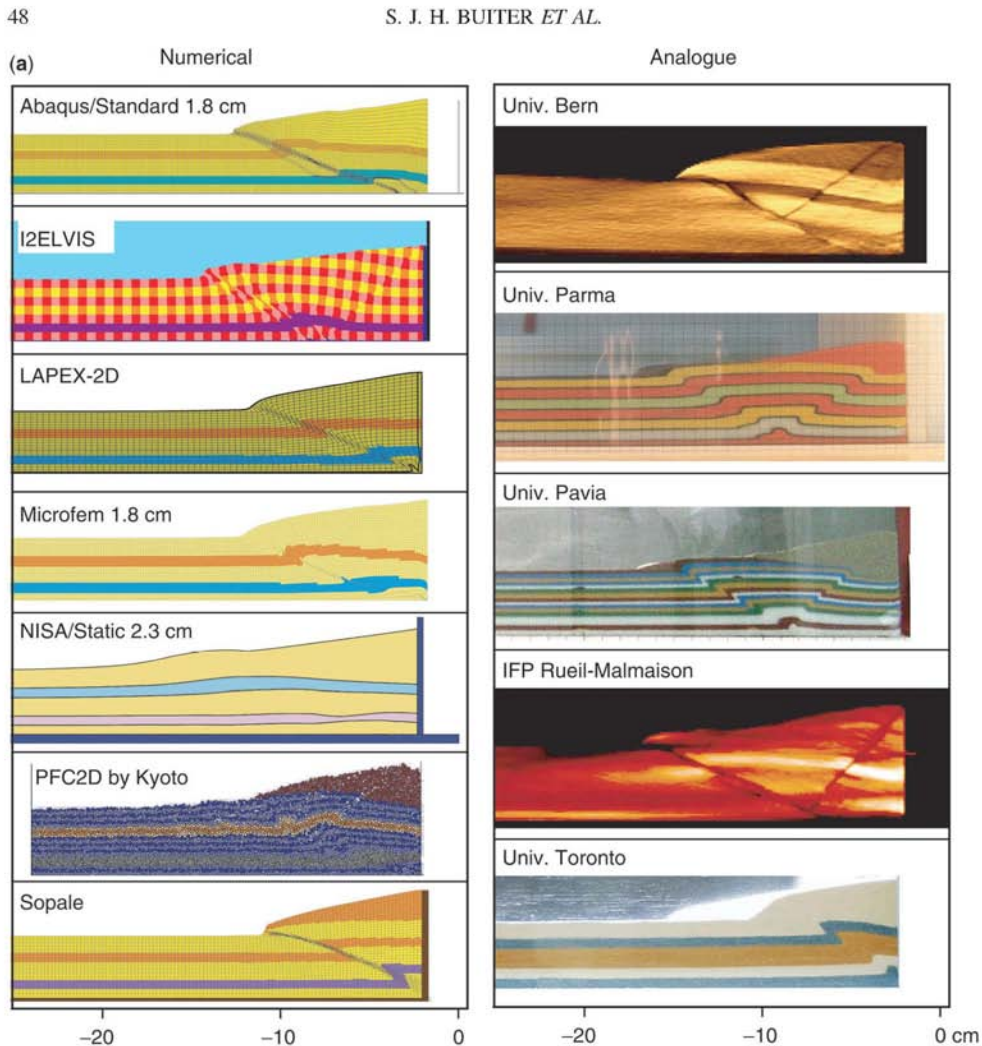 48
S. J. H. BUITER ET AL.
(a)
Numerical
Abaqus/Standard 1.8 cm
I2ELVIS
LAPEX-2D
Microfem 1.8 cm
NISA/Static 2.3 cm
PFC2D by Kyoto
Sopale
−20
−10
0
Analogue
Univ. Bern
Univ. Parma
Univ. Pavia
IFP Rueil-Malmaison
Univ. Toronto
−20
−10
0 cm